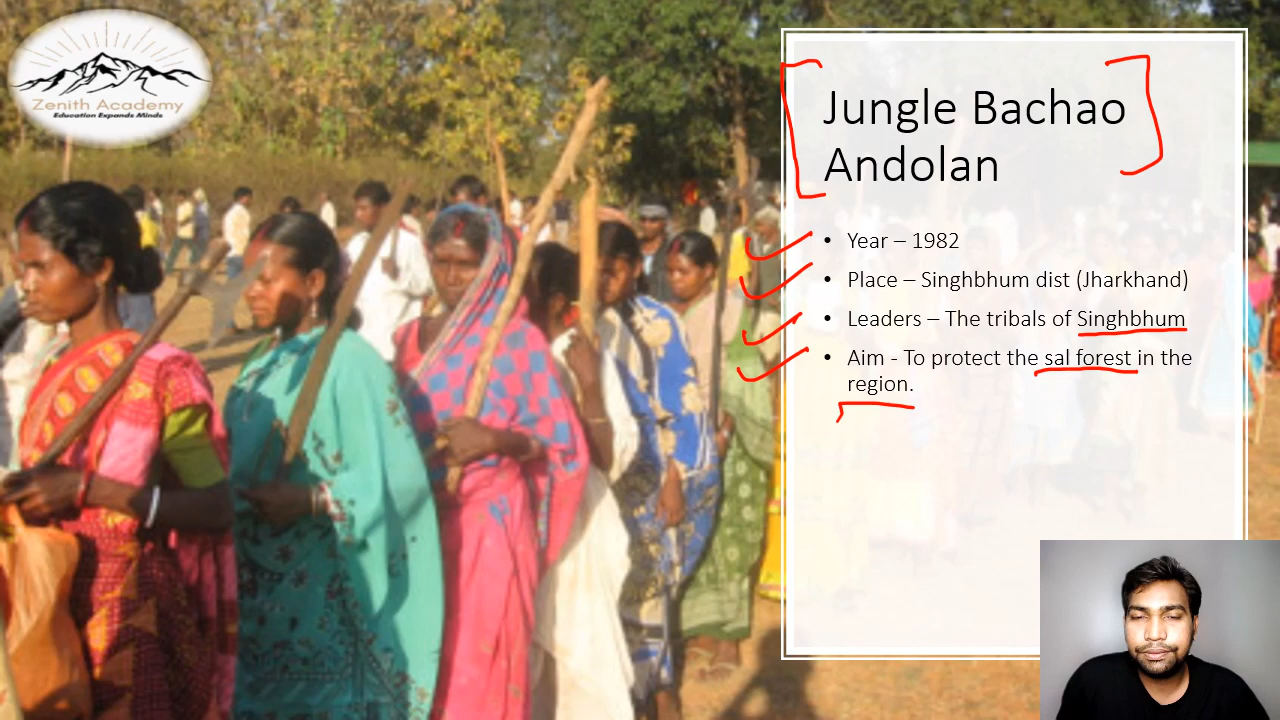 Zenith Academy
Education Expands Minds
Jungle Bachao
Andolan
• Year – 1982
• Place – Singhbhum dist (Jharkhand)
• Leaders – The tribals of Singhbhum
• Aim - To protect the sal forest in the
region.